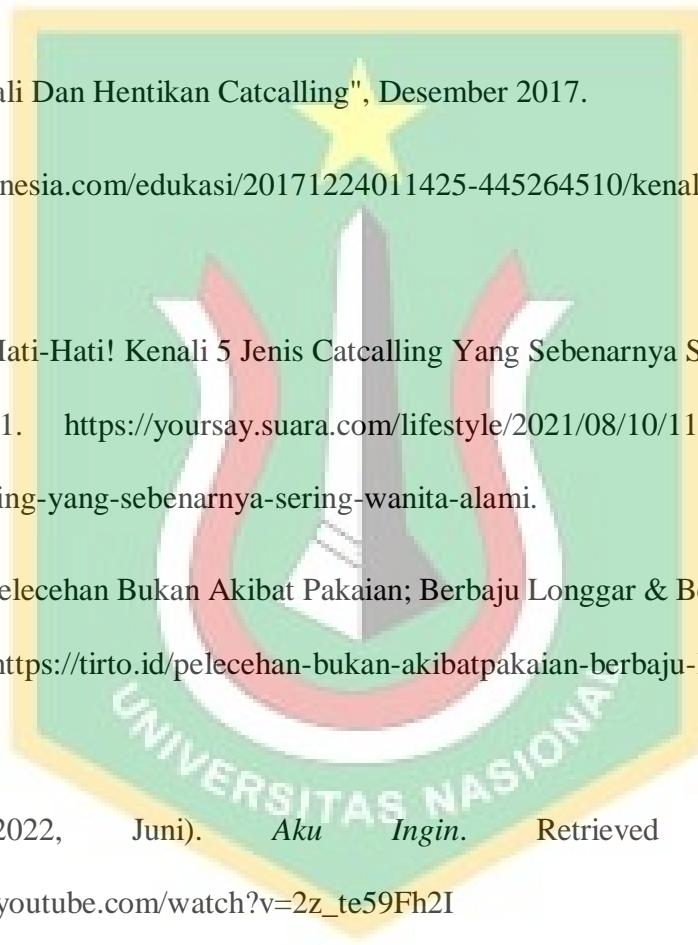 ali Dan Hentikan Catcalling", Desember 2017.
nesia.com/edukasi/20171224011425-445264510/kenal
Hati-Hati! Kenali 5 Jenis Catcalling Yang Sebenarnya S
1. https://yoursay.suara.com/lifestyle/2021/08/10/11
ing-yang-sebenarnya-sering-wanita-alami.
elecehan Bukan Akibat Pakaian; Berbaju Longgar & Be
https://tirto.id/pelecehan-bukan-akibatpakaian-berbaju-
UNIVERSITAS NASIONAL
2022, Juni). Aku Ingin. Retrieved
youtube.com/watch?v=2z_te59Fh2I